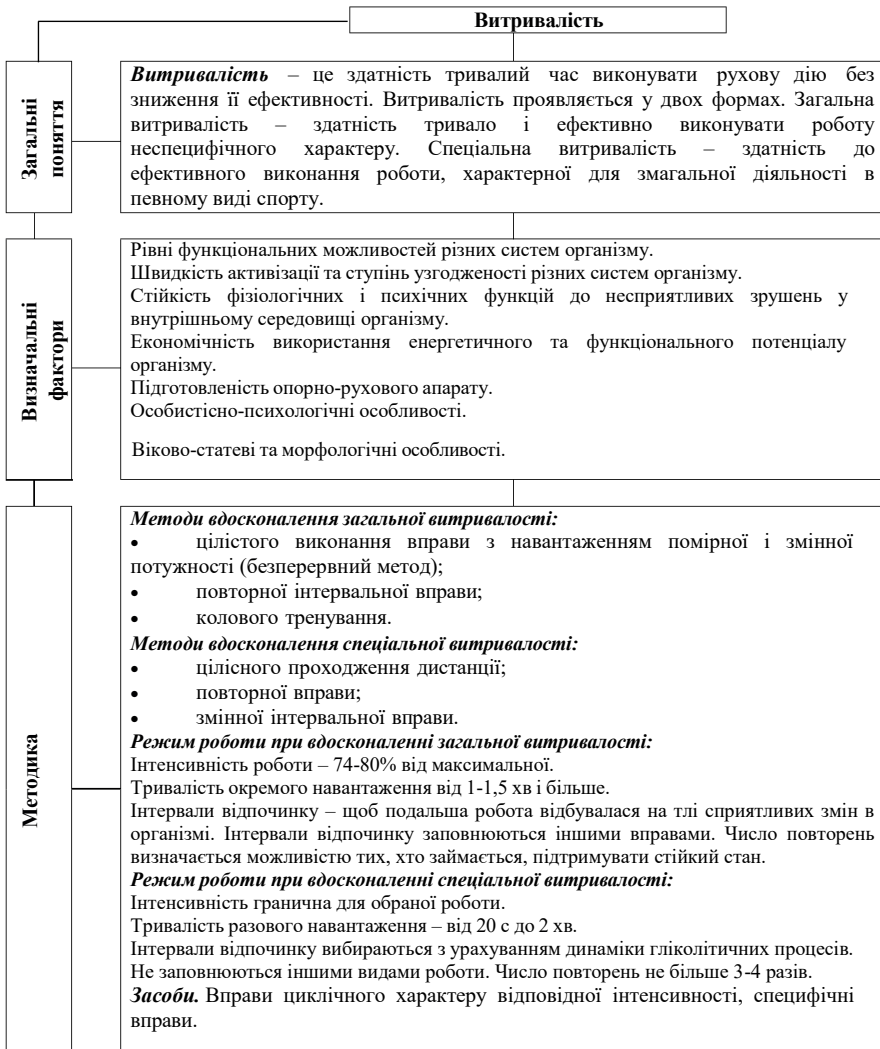 Витривалість
Загальні
поняття
Витривалість – це здатність тривалий час виконувати рухову дію без
зниження її ефективності. Витривалість проявляється у двох формах. Загальна
витривалість – здатність тривало і ефективно виконувати роботу
неспецифічного характеру. Спеціальна витривалість – здатність до
ефективного виконання роботи, характерної для змагальної діяльності в
певному виді спорту.
Визначальні
фактори
Рівні функціональних можливостей різних систем організму.
Швидкість активізації та ступінь узгодженості різних систем організму.
Стійкість фізіологічних і психічних функцій до несприятливих зрушень у
внутрішньому середовищі організму.
Економічність використання енергетичного та функціонального потенціалу
організму.
Підготовленість опорно-рухового апарату.
Особистісно-психологічні особливості.
Віково-статеві та морфологічні особливості.
Методика
Методи вдосконалення загальної витривалості:
• цілістого виконання вправи з навантаженням помірної і змінної
потужності (безперервний метод);
• повторної інтервальної вправи;
• колового тренування.
Методи вдосконалення спеціальної витривалості:
• цілісного проходження дистанції;
• повторної вправи;
• змінної інтервальної вправи.
Режим роботи при вдосконаленні загальної витривалості:
Інтенсивність роботи – 74-80% від максимальної.
Тривалість окремого навантаження від 1-1,5 хв і більше.
Інтервали відпочинку – щоб подальша робота відбувалася на тлі сприятливих змін в
організмі. Інтервали відпочинку заповнюються іншими вправами. Число повторень
визначається можливістю тих, хто займається, підтримувати стійкий стан.
Режим роботи при вдосконаленні спеціальної витривалості:
Інтенсивність гранична для обраної роботи.
Тривалість разового навантаження – від 20 с до 2 хв.
Інтервали відпочинку вибираються з урахуванням динаміки гліколітичних процесів.
Не заповнюються іншими видами роботи. Число повторень не більше 3-4 разів.
Засоби. Вправи циклічного характеру відповідної інтенсивності, специфічні
вправи.